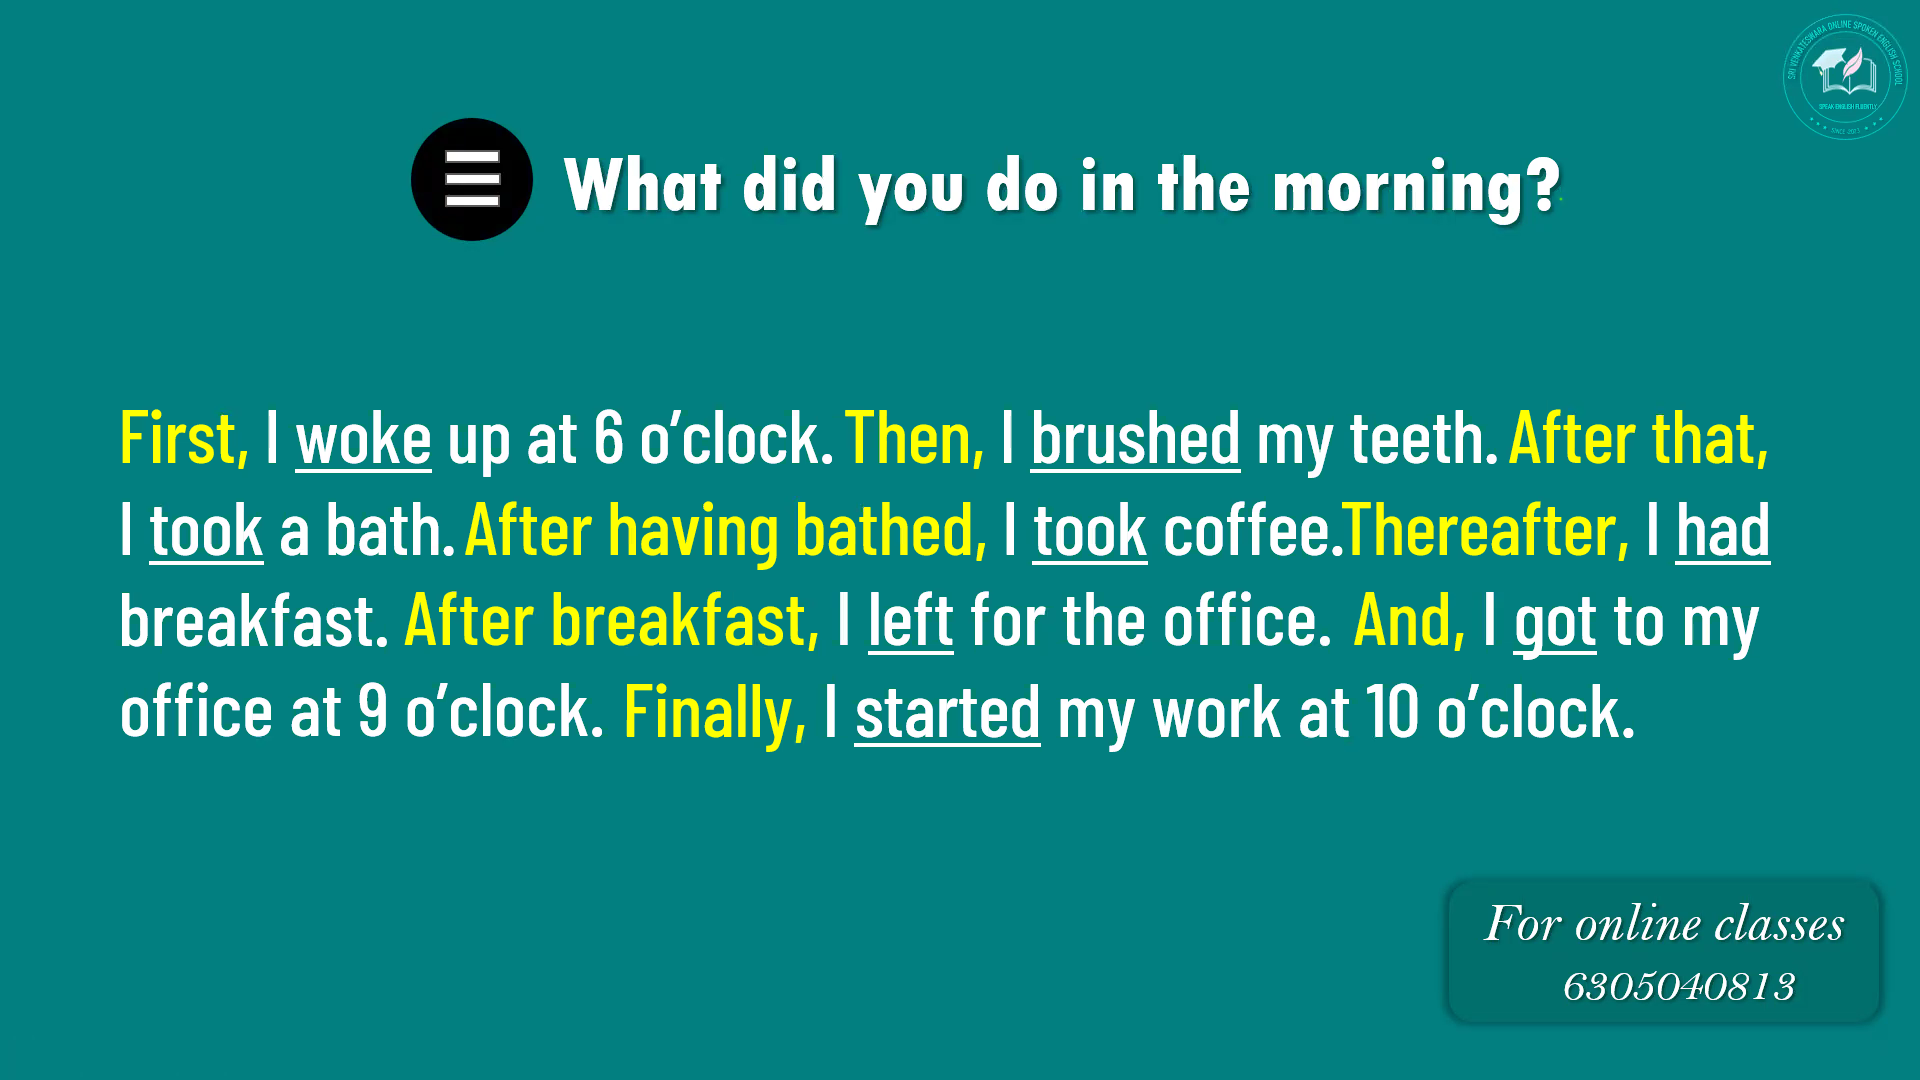 SRI VENKATESWARA ONLINE SPOKEN ENGLISH SCHOOL
SPEAK ENGLISH FLUENTLY
What did you do in the morning?
First, I woke up at 6 o’clock. Then, I brushed my teeth. After that,
I took a bath. After having bathed, I took coffee.Thereafter, I had
breakfast. After breakfast, I left for the office. And, I got to my
office at 9 o’clock. Finally, I started my work at 10 o’clock.
For online classes
6305040813